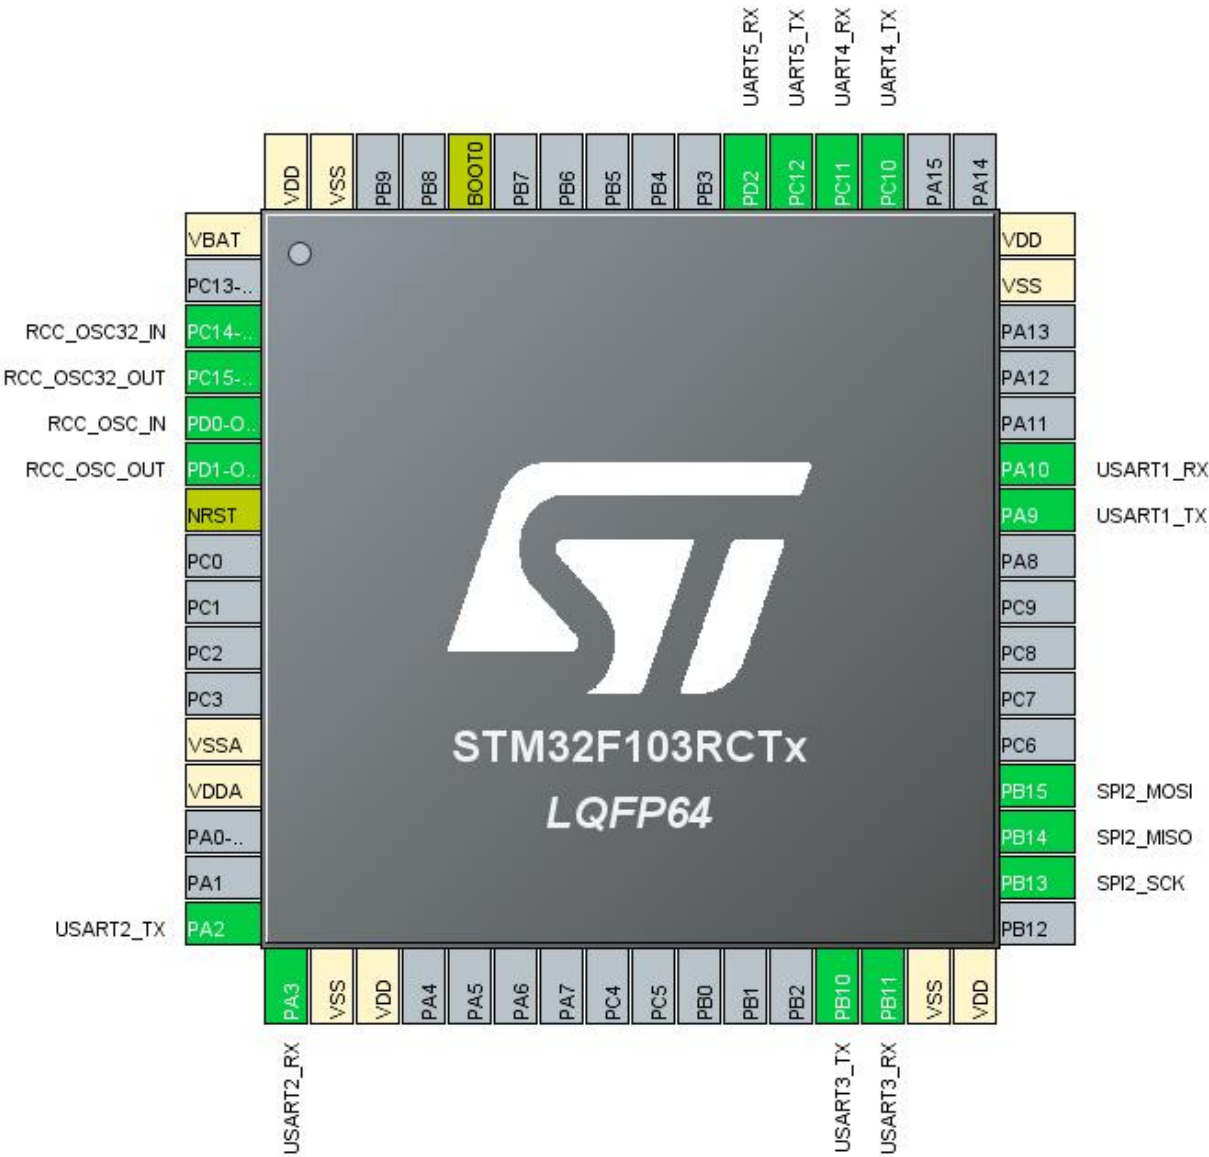 UART5_RX
UART5_TX
UART4_RX
UART4_TX
VDD
VSS
PB9
PB8
BOOT0
PB7
PB6
PB5
PB4
PB3
PD2
PC12
PC11
PC10
PA15
PA14
VBAT
PC13-..
RCC_OSC32_IN PC14-..
RCC_OSC32_OUT PC15-..
RCC_OSC_IN PD0-O..
RCC_OSC_OUT PD1-O..
NRST
PC0
PC1
PC2
PC3
VSSA
VDDA
PA0-..
PA1
USART2_TX PA2
ST
STM32F103RCTx
LQFP64
VDD
VSS
PA13
PA12
PA11
PA10 USART1_RX
PA9 USART1_TX
PA8
PC9
PC8
PC7
PC6
PB15 SPI2_MOSI
PB14 SPI2_MISO
PB13 SPI2_SCK
PB12
PA3
VSS
VDD
PA4
PA5
PA6
PA7
PC4
PC5
PB0
PB1
PB2
PB10
PB11
VSS
VDD
USART2_RX
USART3_TX
USART3_RX